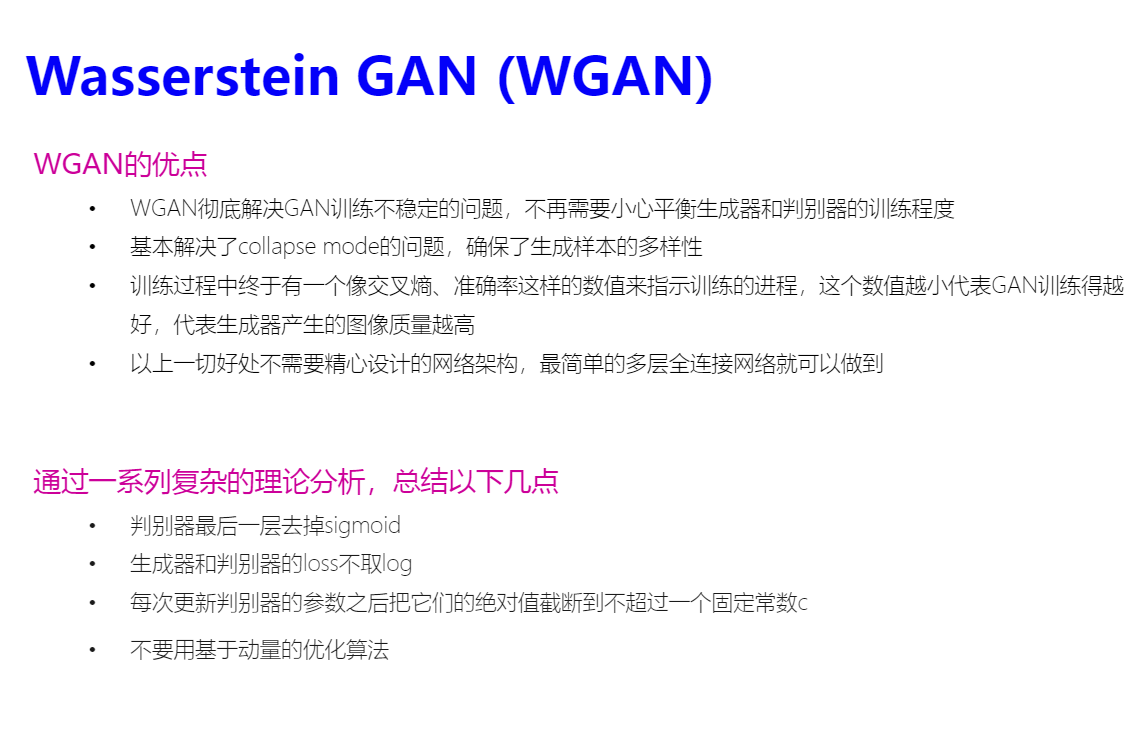 Wasserstein GAN (WGAN)
WGAN的优点
• WGAN彻底解决GAN训练不稳定的问题，不再需要小心平衡生成器和判别器的训练程度
• 基本解决了collapse mode的问题，确保了生成样本的多样性
• 训练过程中终于有一个像交叉熵、准确率这样的数值来指示训练的进程，这个数值越小代表GAN训练得越
好，代表生成器产生的图像质量越高
• 以上一切好处不需要精心设计的网络架构，最简单的多层全连接网络就可以做到
通过一系列复杂的理论分析，总结以下几点
• 判别器最后一层去掉sigmoid
• 生成器和判别器的loss不取log
• 每次更新判别器的参数之后把它们的绝对值截断到不超过一个固定常数c
• 不要用基于动量的优化算法